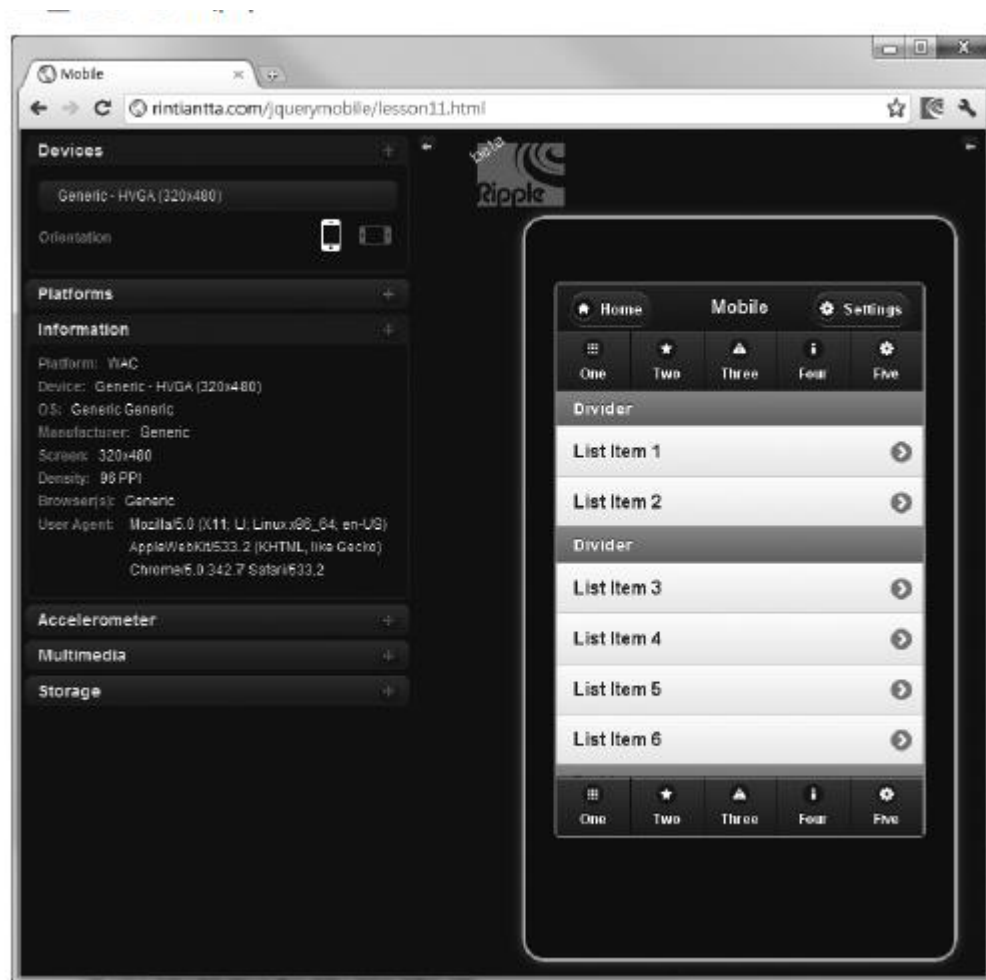 Mobile
rintiantta.com/jquerymobile/lesson11.html
Devices
Generic - HVGA (320x480)
Orientation
Platforms
Information
Platform: WAC
Device: Generic - HVGA (320x480)
OS: Generic Generic
Manufacturer: Generic
Screen: 320x480
Density: 96 PPI
Browser(s): Generic
User Agent: Mozilla/5.0 (X11; U; Linux x86_64; en-US)
AppleWebKit/533.2 (KHTML, like Gecko)
Chrome/5.0.342.7 Safari/533.2
Accelerometer
Multimedia
Storage
beta
Ripple
Home Mobile Settings
One Two Three Four Five
Divider
List Item 1
List Item 2
Divider
List Item 3
List Item 4
List Item 5
List Item 6
One Two Three Four Five